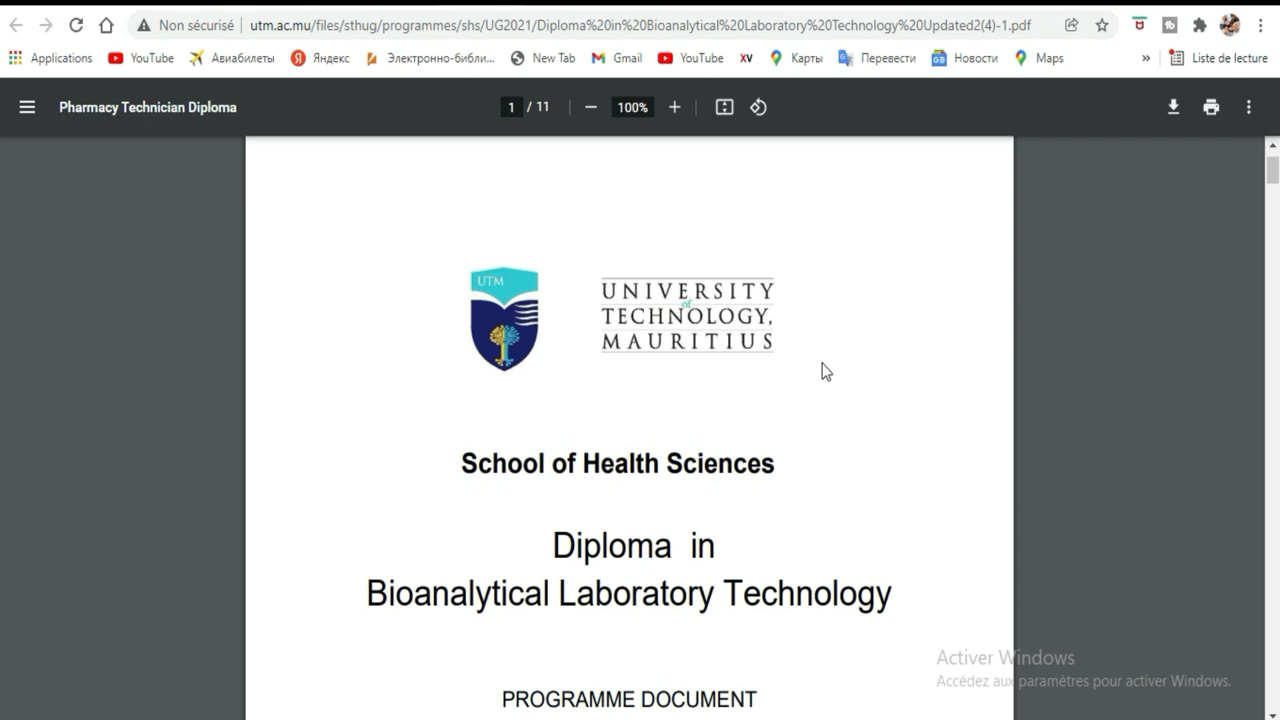 Non sécurisé
utm.ac.mu/files/sthug/programmes/shs/UG2021/Diploma%20in%20Bioanalytical%20Laboratory%20Technology%20Updated2(4)-1.pdf
Applications YouTube Авиабилеты Яндекс Электронно-библи... New Tab Gmail YouTube XV Карты Перевести Новости Maps » Liste de lecture
Pharmacy Technician Diploma 1 / 11 100%
UTM
UNIVERSITY
of
TECHNOLOGY,
MAURITIUS
School of Health Sciences
Diploma in
Bioanalytical Laboratory Technology
PROGRAMME DOCUMENT
Activer Windows
Accédez aux paramètres pour activer Windows.